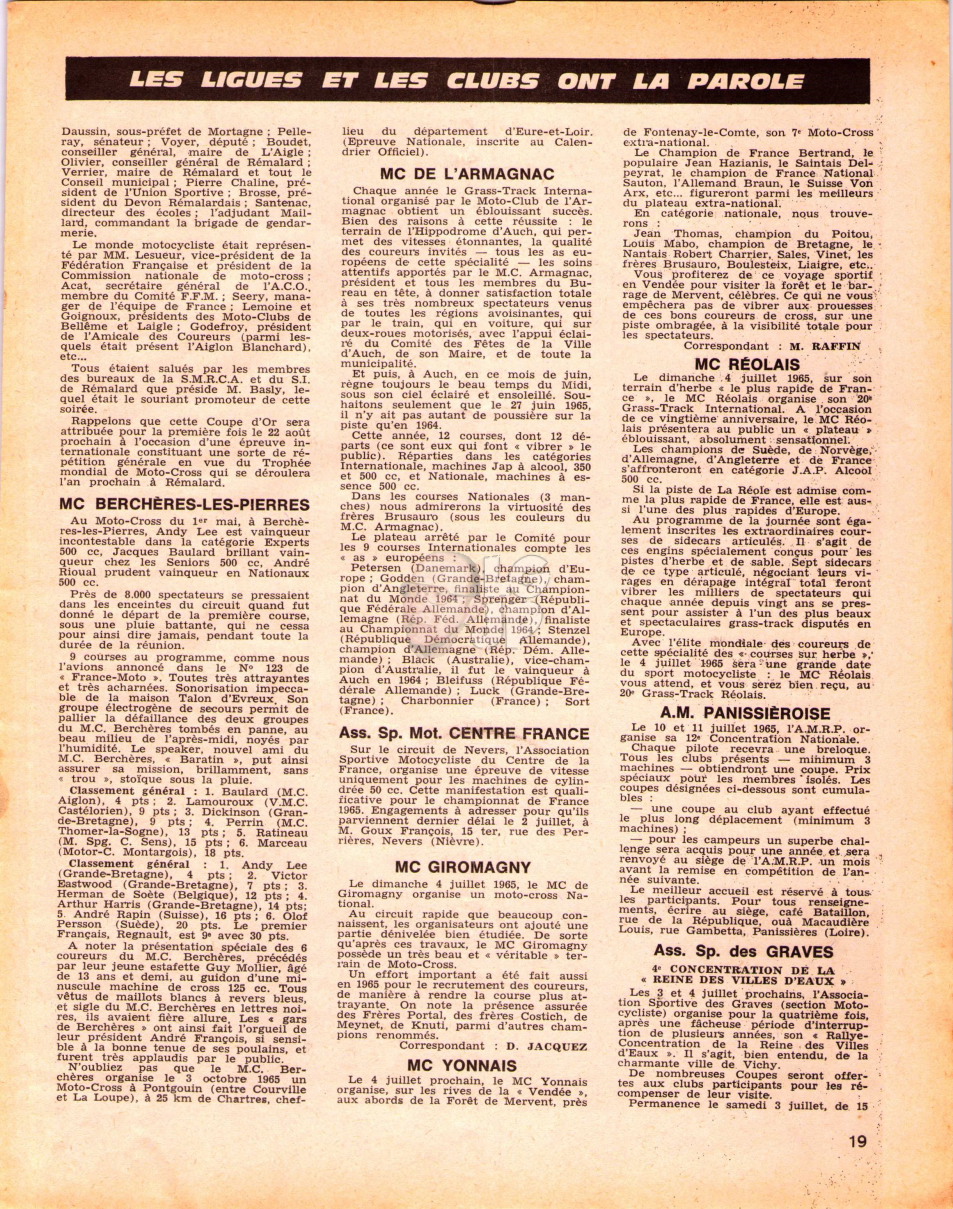 LES LIGUES ET LES CLUBS ONT LA PAROLE
Daussin, sous-préfet de Mortagne ; Pelle-
ray, sénateur ; Voyer, député ; Boudet,
conseiller général, maire de L'Aigle ;
Olivier, conseiller général de Rémalard ;
Verrier, maire de Rémalard et tout le
Conseil municipal ; Pierre Chaline, pré-
sident de l'Union Sportive ; Brosse, pré-
sident du Devon Rémalardais ; Santenac,
directeur des écoles ; l'adjudant Mail-
lard, commandant la brigade de gendar-
merie.
Le monde motocycliste était représen-
té par MM. Lesueur, vice-président de la
Fédération Française et président de la
Commission nationale de moto-cross ;
Acat, secrétaire général de l'A.C.O.,
membre du Comité F.F.M. ; Seery, mana-
ger de l'équipe de France ; Lemoine et
Goignoux, présidents des Moto-Clubs de
Bellême et Laigle ; Godefroy, président
de l'Amicale des Coureurs (parmi les-
quels était présent l'Aiglon Blanchard),
etc...
Tous étaient salués par les membres
des bureaux de la S.M.R.C.A. et du S.I.
de Rémalard que préside M. Basly, le-
quel était le souriant promoteur de cette
soirée.
Rappelons que cette Coupe d'Or sera
attribuée pour la première fois le 22 août
prochain à l'occasion d'une épreuve in-
ternationale constituant une sorte de ré-
pétition générale en vue du Trophée
mondial de Moto-Cross qui se déroulera
l'an prochain à Rémalard.
MC BERCHÈRES-LES-PIERRES
Au Moto-Cross du 1er mai, à Berchè-
res-les-Pierres, Andy Lee est vainqueur
incontestable dans la catégorie Experts
500 cc, Jacques Baulard brillant vain-
queur chez les Seniors 500 cc, André
Rioual prudent vainqueur en Nationaux
500 cc.
Près de 8.000 spectateurs se pressaient
dans les enceintes du circuit quand fut
donné le départ de la première course,
sous une pluie battante, qui ne cessa
pour ainsi dire jamais, pendant toute la
durée de la réunion.
9 courses au programme, comme nous
l'avions annoncé dans le N° 123 de
« France-Moto ». Toutes très attrayantes
et très acharnées. Sonorisation impecca-
ble de la maison Talon d'Evreux. Son
groupe électrogène de secours permit de
pallier la défaillance des deux groupes
du M.C. Berchères tombés en panne, au
beau milieu de l'après-midi, noyés par
l'humidité. Le speaker, nouvel ami du
M.C. Berchères, « Baratin », put ainsi
assurer sa mission, brillamment, sans
« trou », stoïque sous la pluie.
Classement général : 1. Baulard (M.C.
Aiglon), 4 pts ; 2. Lamouroux (V.M.C.
Castélorien), 9 pts ; 3. Dickinson (Gran-
de-Bretagne), 9 pts ; 4. Perrin (M.C.
Thomer-la-Sogne), 13 pts ; 5. Ratineau
(M. Spg. C. Sens), 15 pts ; 6. Marceau
(Motor-C. Montargois), 18 pts.
Classement général : 1. Andy Lee
(Grande-Bretagne), 4 pts ; 2. Victor
Eastwood (Grande-Bretagne), 7 pts ; 3.
Herman de Soète (Belgique), 12 pts ; 4.
Arthur Harris (Grande-Bretagne), 14 pts;
5. André Rapin (Suisse), 16 pts ; 6. Olof
Persson (Suède), 20 pts. Le premier
Français, Regnault, est 9e avec 30 pts.
A noter la présentation spéciale des 6
coureurs du M.C. Berchères, précédés
par leur jeune estafette Guy Mollier, âgé
de 13 ans et demi, au guidon d'une mi-
nuscule machine de cross 125 cc. Tous
vêtus de maillots blancs à revers bleus,
et sigle du M.C. Berchères en lettres noi-
res, ils avaient fière allure. Les « gars
de Berchères » ont ainsi fait l'orgueil de
leur président André François, si sensi-
ble à la bonne tenue de ses poulains, et
furent très applaudis par le public.
N'oubliez pas que le M.C. Ber-
chères organise le 3 octobre 1965 un
Moto-Cross à Pontgouin (entre Courville
et La Loupe), à 25 km de Chartres, chef-
lieu du département d'Eure-et-Loir.
(Epreuve Nationale, inscrite au Calen-
drier Officiel).
MC DE L'ARMAGNAC
Chaque année le Grass-Track Interna-
tional organisé par le Moto-Club de l'Ar-
magnac obtient un éblouissant succès.
Bien des raisons à cette réussite : le
terrain de l'Hippodrome d'Auch, qui per-
met des vitesses étonnantes, la qualité
des coureurs invités — tous les as eu-
ropéens de cette spécialité — les soins
attentifs apportés par le M.C. Armagnac,
président et tous les membres du Bu-
reau en tête, à donner satisfaction totale
à ses très nombreux spectateurs venus
de toutes les régions avoisinantes, qui
par le train, qui en voiture, qui sur
deux-roues motorisés, avec l'appui éclai-
ré du Comité des Fêtes de la Ville
d'Auch, de son Maire, et de toute la
municipalité.
Et puis, à Auch, en ce mois de juin,
règne toujours le beau temps du Midi,
sous son ciel éclairé et ensoleillé. Sou-
haitons seulement que le 27 juin 1965,
il n'y ait pas autant de poussière sur la
piste qu'en 1964.
Cette année, 12 courses, dont 12 dé-
parts (ce sont eux qui font « vibrer » le
public). Réparties dans les catégories
Internationale, machines Jap à alcool, 350
et 500 cc, et Nationale, machines à es-
sence 500 cc.
Dans les courses Nationales (3 man-
ches) nous admirerons la virtuosité des
frères Brusauro (sous les couleurs du
M.C. Armagnac).
Le plateau arrêté par le Comité pour
les 9 courses Internationales compte les
« as » européens :
Petersen (Danemark), champion d'Eu-
rope ; Godden (Grande-Bretagne), cham-
pion d'Angleterre, finaliste au Champion-
nat du Monde 1964 ; Sprenger (Républi-
que Fédérale Allemande), champion d'Al-
lemagne (Rép. Féd. Allemande), finaliste
au Championnat du Monde 1964 ; Stenzel
(République Démocratique Allemande),
champion d'Allemagne (Rép. Dém. Alle-
mande) ; Black (Australie), vice-cham-
pion d'Australie, il fut le vainqueur à
Auch en 1964 ; Bleifuss (République Fé-
dérale Allemande) ; Luck (Grande-Bre-
tagne) ; Charbonnier (France) ; Sort
(France).
Ass. Sp. Mot. CENTRE FRANCE
Sur le circuit de Nevers, l'Association
Sportive Motocycliste du Centre de la
France, organise une épreuve de vitesse
uniquement pour les machines de cylin-
drée 50 cc. Cette manifestation est quali-
ficative pour le championnat de France
1965. Engagements à adresser pour qu'ils
parviennent dernier délai le 2 juillet, à
M. Goux François, 15 ter, rue des Per-
rières, Nevers (Nièvre).
MC GIROMAGNY
Le dimanche 4 juillet 1965, le MC de
Giromagny organise un moto-cross Na-
tional.
Au circuit rapide que beaucoup con-
naissent, les organisateurs ont ajouté une
partie dénivelée bien étudiée. De sorte
qu'après ces travaux, le MC Giromagny
possède un très beau et « véritable » ter-
rain de Moto-Cross.
Un effort important a été fait aussi
en 1965 pour le recrutement des coureurs,
de manière à rendre la course plus at-
trayante. On note la présence assurée
des Frères Portal, des frères Costich, de
Meynet, de Knuti, parmi d'autres cham-
pions renommés.
Correspondant : D. JACQUEZ
MC YONNAIS
Le 4 juillet prochain, le MC Yonnais
organise, sur les rives de la « Vendée »,
aux abords de la Forêt de Mervent, près
de Fontenay-le-Comte, son 7e Moto-Cross
extra-national.
Le Champion de France Bertrand, le
populaire Jean Hazianis, le Saintais Del-
peyrat, le champion de France National
Sauton, l'Allemand Braun, le Suisse Von
Arx, etc... figureront parmi les meilleurs
du plateau extra-national.
En catégorie nationale, nous trouve-
rons :
Jean Thomas, champion du Poitou,
Louis Mabo, champion de Bretagne, le
Nantais Robert Charrier, Sales, Vinet, les
frères Brusauro, Boulesteix, Liaigre, etc..
Vous profiterez de ce voyage sportif
en Vendée pour visiter la forêt et le bar-
rage de Mervent, célèbres. Ce qui ne vous
empêchera pas de vibrer aux prouesses
de ces bons coureurs de cross, sur une
piste ombragée, à la visibilité totale pour
les spectateurs.
Correspondant : M. RAFFIN
MC RÉOLAIS
Le dimanche 4 juillet 1965, sur son
terrain d'herbe « le plus rapide de Fran-
ce », le MC Réolais organise son 20e
Grass-Track International. A l'occasion
de ce vingtième anniversaire, le MC Réo-
lais présentera au public un « plateau »
éblouissant, absolument sensationnel.
Les champions de Suède, de Norvège,
d'Allemagne, d'Angleterre et de France
s'affronteront en catégorie J.A.P. Alcool
500 cc.
Si la piste de La Réole est admise com-
me la plus rapide de France, elle est aus-
si l'une des plus rapides d'Europe.
Au programme de la journée sont éga-
lement inscrites les extraordinaires cour-
ses de sidecars articulés. Il s'agit de
ces engins spécialement conçus pour les
pistes d'herbe et de sable. Sept sidecars
de ce type articulé, négociant leurs vi-
rages en dérapage intégral total feront
vibrer les milliers de spectateurs qui
chaque année depuis vingt ans se pres-
sent pour assister à l'un des plus beaux
et spectaculaires grass-track disputés en
Europe.
Avec l'élite mondiale des coureurs de
cette spécialité des « courses sur herbe »,
le 4 juillet 1965 sera une grande date
du sport motocycliste : le MC Réolais
vous attend, et vous serez bien reçu, au
20e Grass-Track Réolais.
A.M. PANISSIÈROISE
Le 10 et 11 juillet 1965, l'A.M.R.P. or-
ganise sa 12e Concentration Nationale.
Chaque pilote recevra une breloque.
Tous les clubs présents — minimum 3
machines — obtiendront une coupe. Prix
spéciaux pour les membres isolés. Les
coupes désignées ci-dessous sont cumula-
bles :
— une coupe au club ayant effectué
le plus long déplacement (minimum 3
machines) ;
— pour les campeurs un superbe chal-
lenge sera acquis pour une année et sera
renvoyé au siège de l'A.M.R.P. un mois
avant la remise en compétition de l'an-
née suivante.
Le meilleur accueil est réservé à tous
les participants. Pour tous renseigne-
ments, écrire au siège, café Bataillon,
rue de la République, ouà Macaudière
Louis, rue Gambetta, Panissières (Loire).
Ass. Sp. des GRAVES
4e CONCENTRATION DE LA
« REINE DES VILLES D'EAUX »
Les 3 et 4 juillet prochains, l'Associa-
tion Sportive des Graves (section Moto-
cycliste) organise pour la quatrième fois,
après une fâcheuse période d'interrup-
tion de plusieurs années, son « Rallye-
Concentration de la Reine des Villes
d'Eaux ». Il s'agit, bien entendu, de la
charmante ville de Vichy.
De nombreuses Coupes seront offer-
tes aux clubs participants pour les ré-
compenser de leur visite.
Permanence le samedi 3 juillet, de 15
19